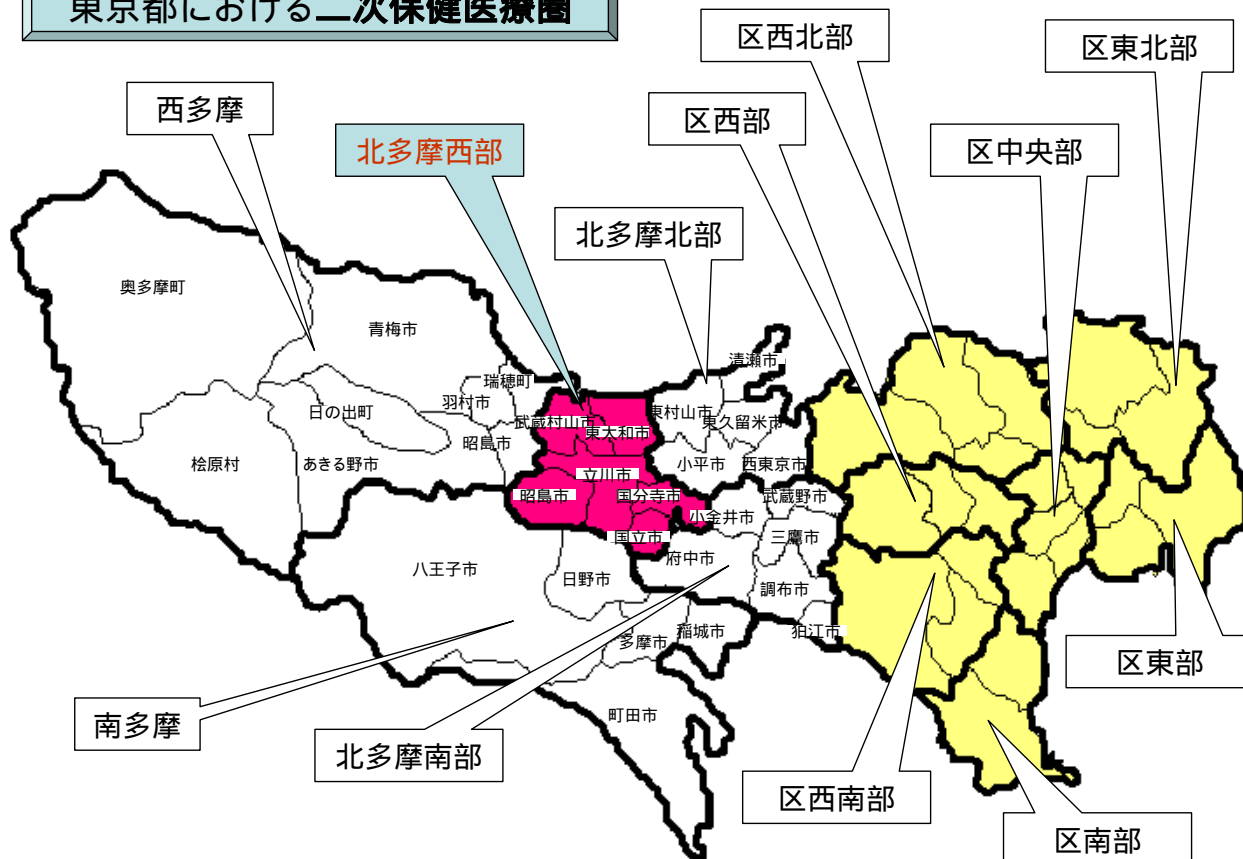 東京都における二次保健医療圏
区西北部
区東北部
西多摩
区西部
北多摩西部
区中央部
北多摩北部
奥多摩町
青梅市
清瀬市
瑞穂町
羽村市
日の出町
武蔵村山市
東村山市
東久留米市
東大和市
昭島市
桧原村
あきる野市
小平市
西東京市
立川市
昭島市
国分寺市
武蔵野市
小金井市
国立市
三鷹市
府中市
八王子市
日野市
調布市
狛江市
稲城市
多摩市
区東部
町田市
南多摩
北多摩南部
区西南部
区南部